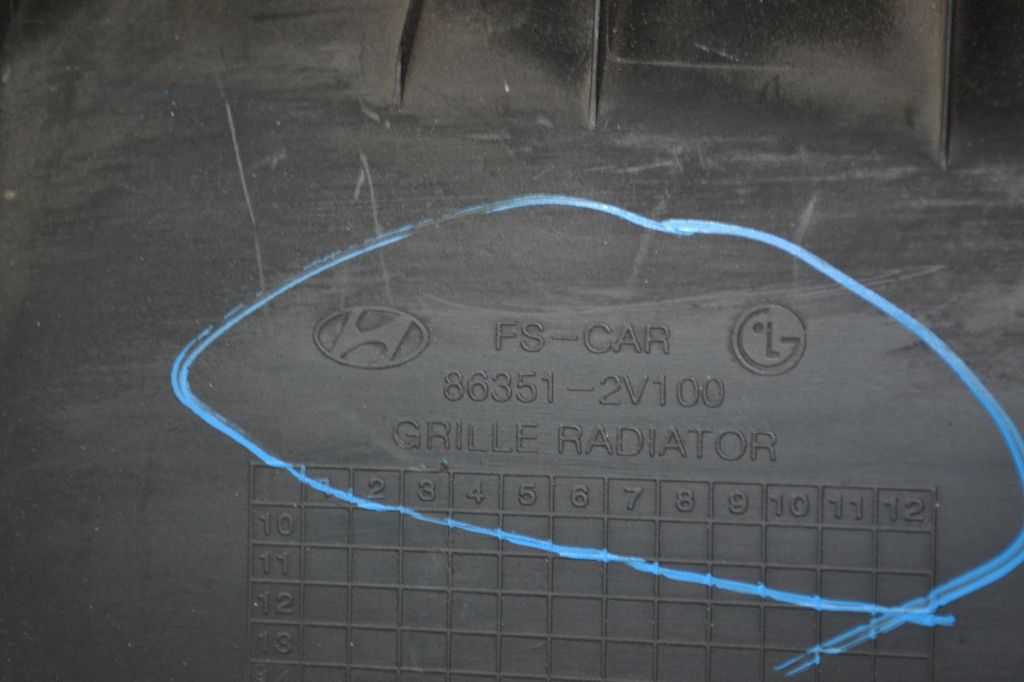 FS-CAR
86351-2V100
GRILLE RADIATOR
1 2 3 4 5 6 7 8 9 10 11 12
10
11
12
13